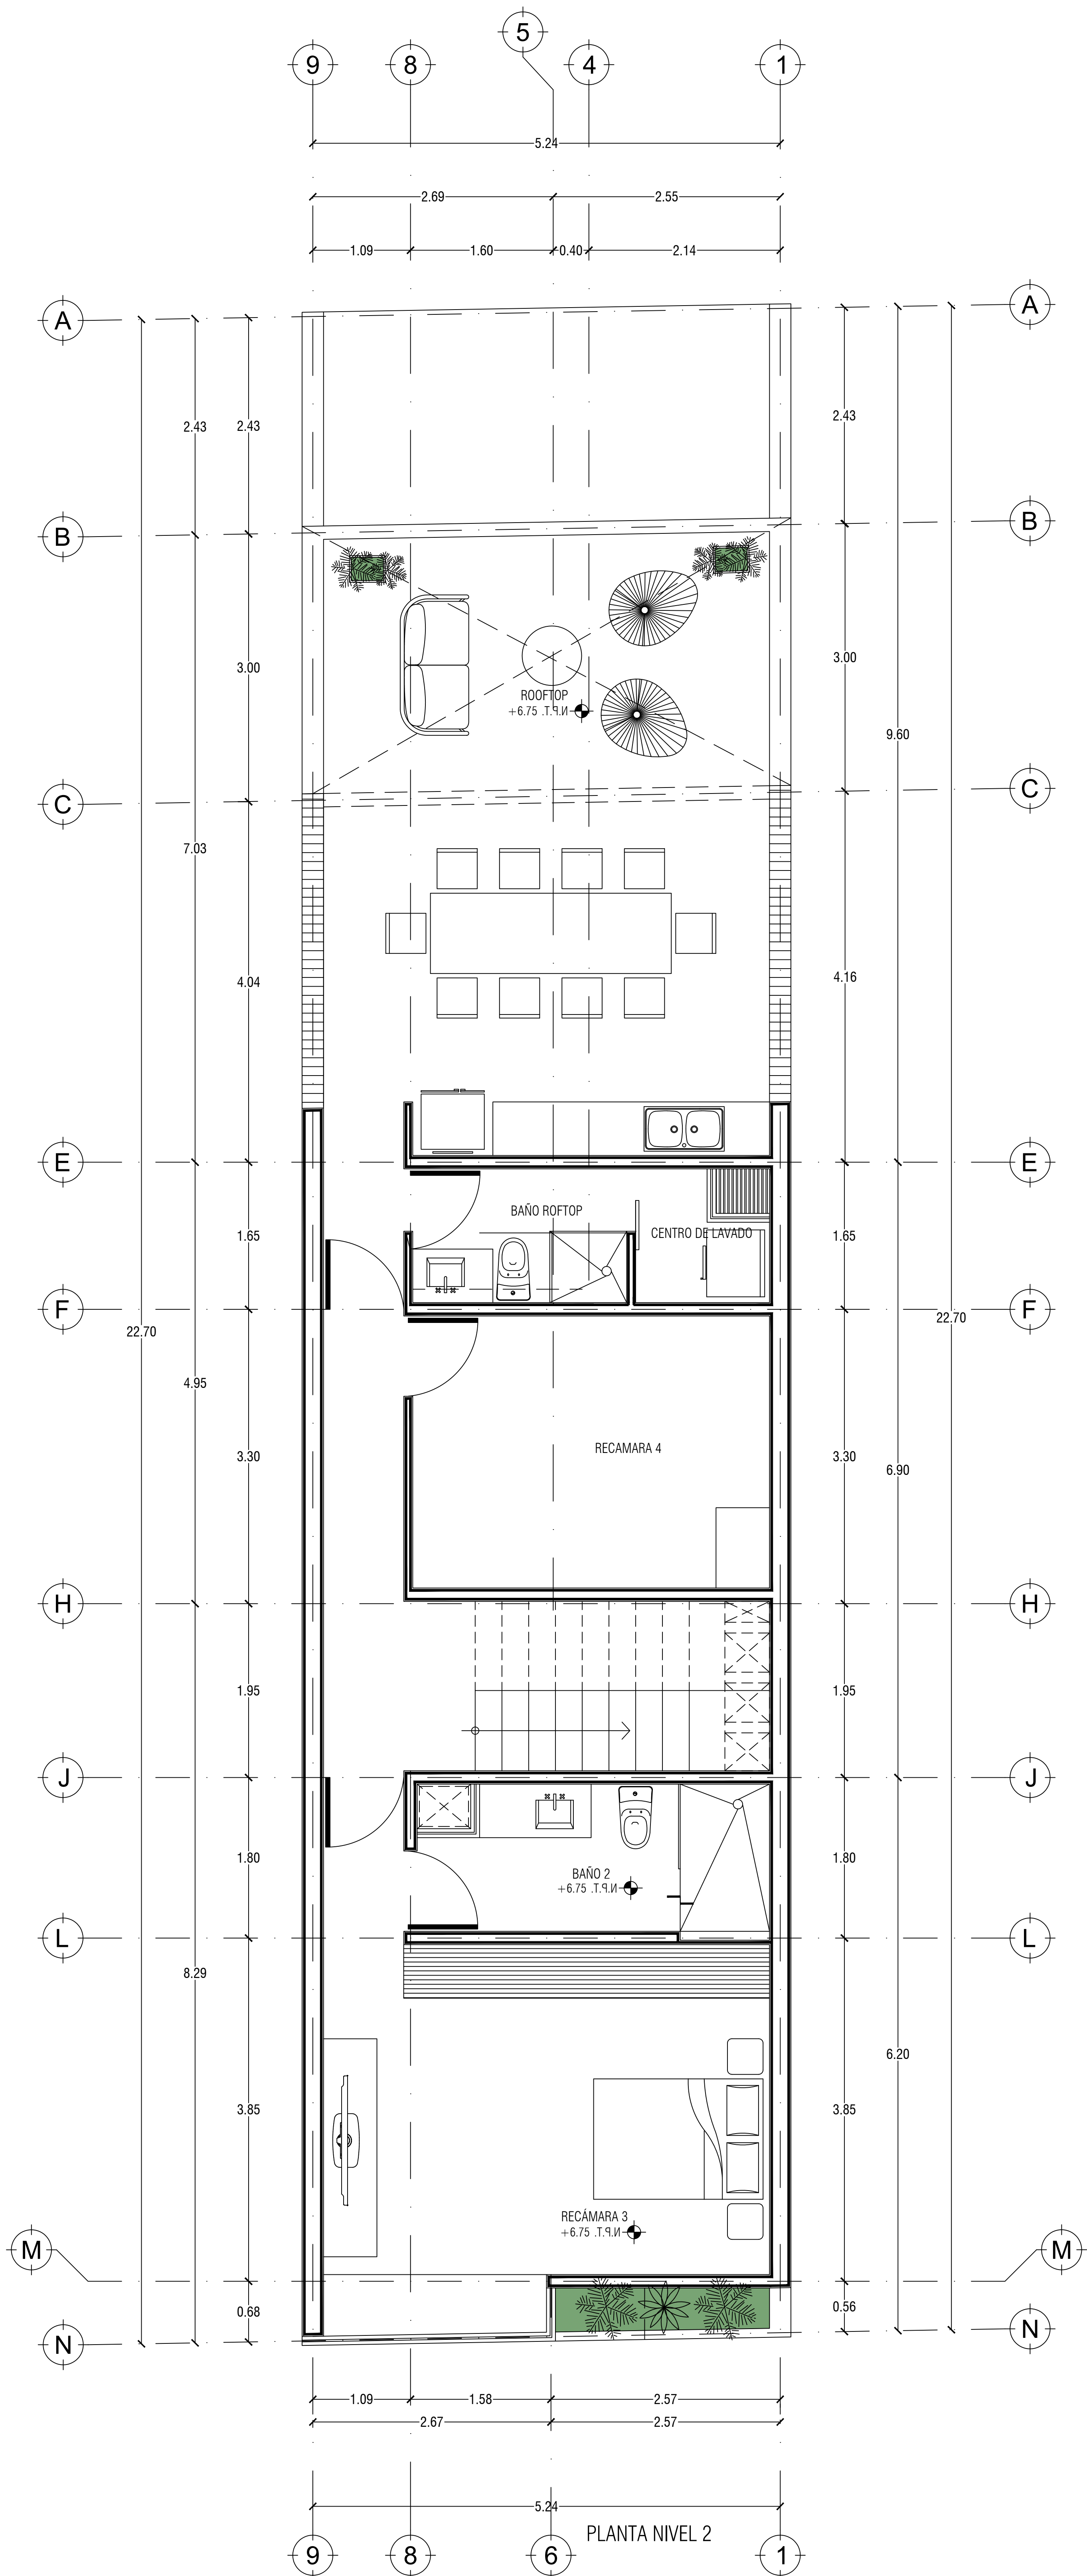 5
9 8 4 1
5.24
2.69 2.55
1.09 1.60 0.40 2.14
A A
2.43 2.43 2.43
B B
3.00 3.00
ROOFTOP
+6.75 .T.P.N
9.60
C C
7.03
4.04 4.16
E E
BAÑO ROFTOP
1.65 CENTRO DE LAVADO 1.65
F F
22.70 22.70
4.95
RECAMARA 4
3.30 3.30
6.90
H H
1.95 1.95
J J
1.80 BAÑO 2 1.80
+6.75 .T.P.N
L L
8.29
6.20
3.85 3.85
RECÁMARA 3
+6.75 .T.P.N
M M
0.68 0.56
N N
1.09 1.58 2.57
2.67 2.57
5.24
PLANTA NIVEL 2
9 8 6 1